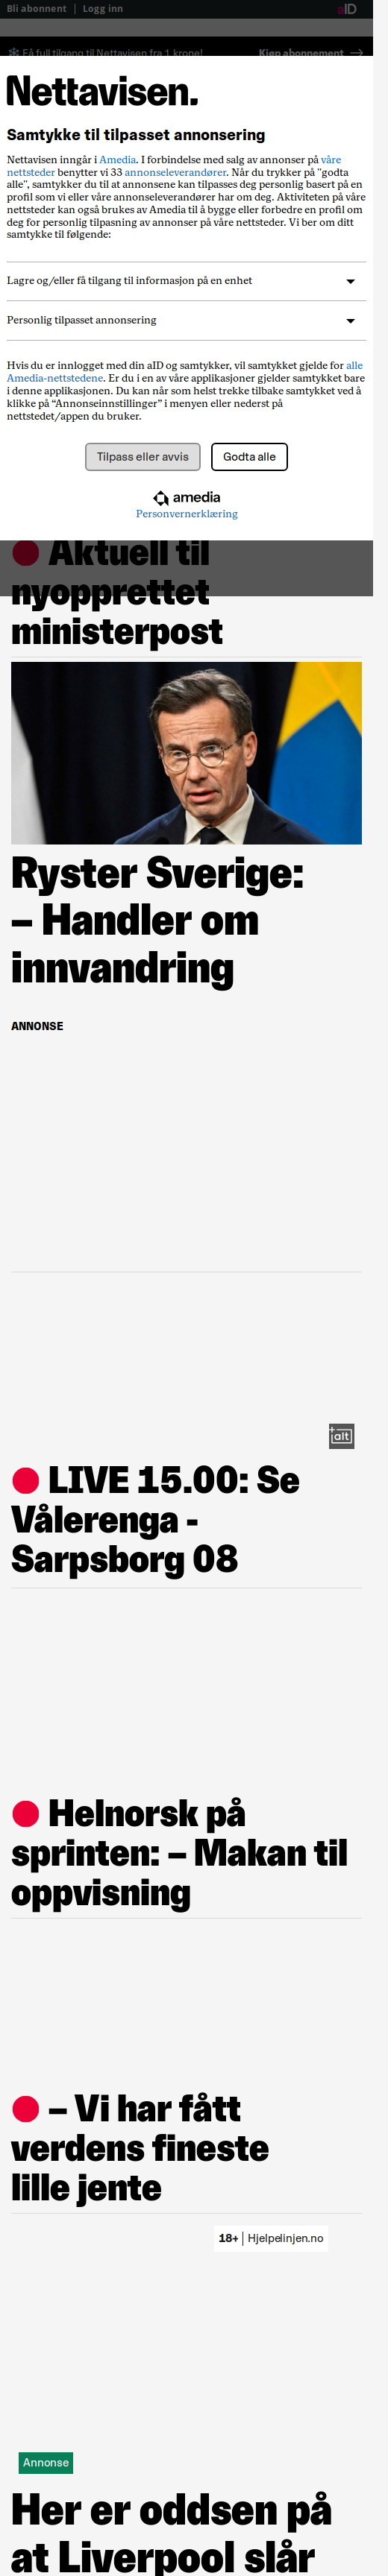 Bli abonnent | Logg inn
aID
Få full tilgang til Nettavisen fra 1 krone!
Kjøp abonnement
Nettavisen.
Samtykke til tilpasset annonsering
Nettavisen inngår i Amedia. I forbindelse med salg av annonser på våre
nettsteder benytter vi 33 annonseleverandører. Når du trykker på "godta
alle", samtykker du til at annonsene kan tilpasses deg personlig basert på en
profil som vi eller våre annonseleverandører har om deg. Aktiviteten på våre
nettsteder kan også brukes av Amedia til å bygge eller forbedre en profil om
deg for personlig tilpasning av annonser på våre nettsteder. Vi ber om ditt
samtykke til følgende:
Lagre og/eller få tilgang til informasjon på en enhet
Personlig tilpasset annonsering
Hvis du er innlogget med din aID og samtykker, vil samtykket gjelde for alle
Amedia-nettstedene. Er du i en av våre applikasjoner gjelder samtykket bare
i denne applikasjonen. Du kan når som helst trekke tilbake samtykket ved å
klikke på “Annonseinnstillinger” i menyen eller nederst på
nettstedet/appen du bruker.
Tilpass eller avvis
Godta alle
amedia
Personvernerklæring
Aktuell til
nyopprettet
ministerpost
Ryster Sverige:
– Handler om
innvandring
ANNONSE
+alt
LIVE 15.00: Se
Vålerenga -
Sarpsborg 08
Helnorsk på
sprinten: – Makan til
oppvisning
– Vi har fått
verdens fineste
lille jente
18+ | Hjelpelinjen.no
Annonse
Her er oddsen på
at Liverpool slår